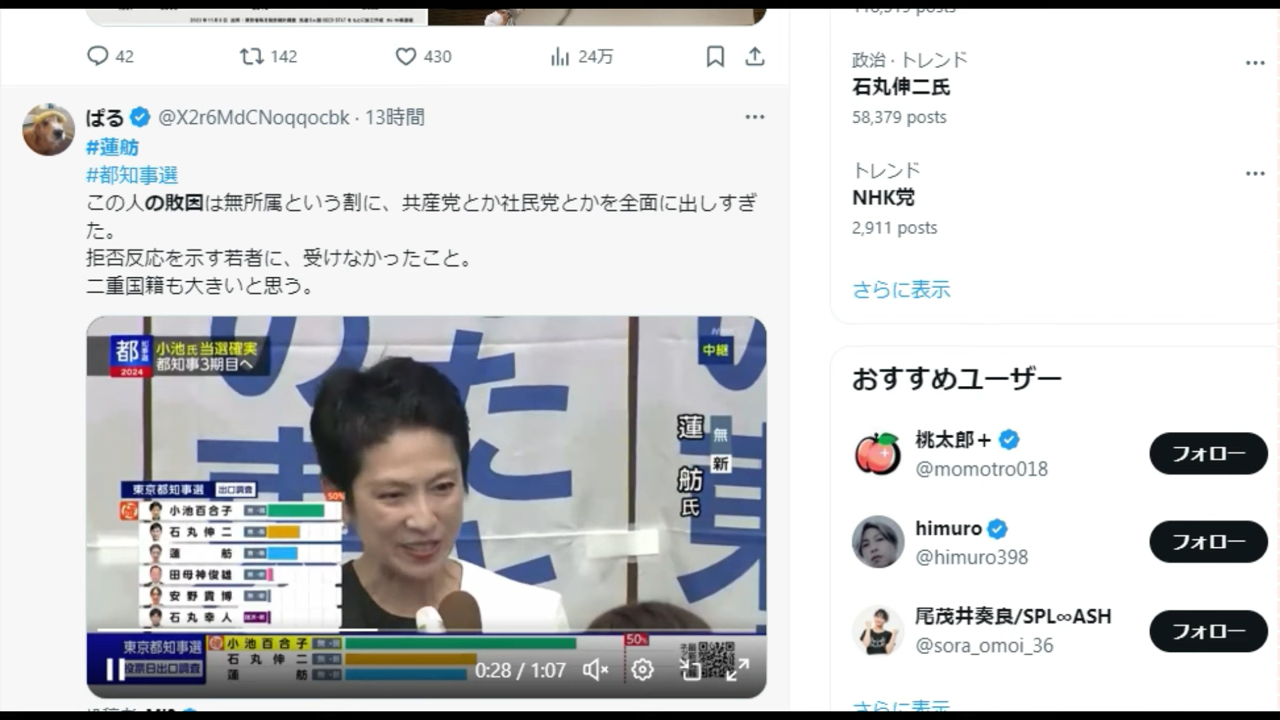 42
142
430
24万
ぱる @X2r6MdCNoqqocbk · 13時間
#蓮舫
#都知事選
この人の敗因は無所属という割に、共産党とか社民党とかを全面に出しすぎ
た。
拒否反応を示す若者に、受けなかったこと。
二重国籍も大きいと思う。
都知事選
2024
小池氏当選確実
都知事3期目へ
NHK
中継
蓮舫氏
無
新
東京都知事選 出口調査
50%
小池百合子
石丸伸二
蓮舫
田母神俊雄
安野貴博
石丸幸人
東京都知事選
投票日出口調査
小池百合子
石丸伸二
蓮舫
50%
0:28 / 1:07
政治 · トレンド
石丸伸二氏
58,379 posts
トレンド
NHK党
2,911 posts
さらに表示
おすすめユーザー
桃太郎+
@momotro018
フォロー
himuro
@himuro398
フォロー
尾茂井奏良/SPL∞ASH
@sora_omoi_36
フォロー
さらに表示